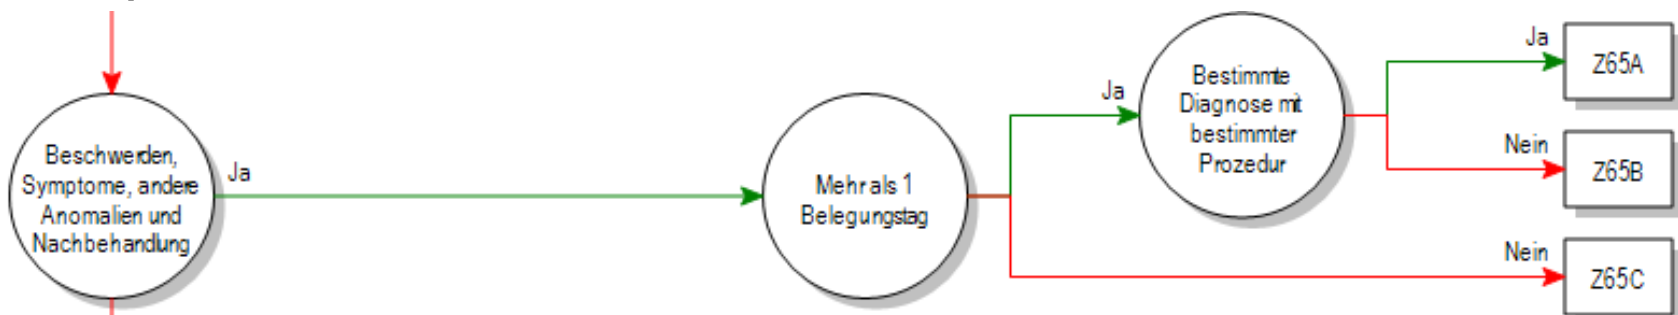 Beschwerden,
Symptome, andere
Anomalien und
Nachbehandlung
Ja
Mehr als 1
Belegungstag
Ja
Bestimmte
Diagnose mit
bestimmter
Prozedur
Ja
Z65A
Nein
Z65B
Nein
Z65C